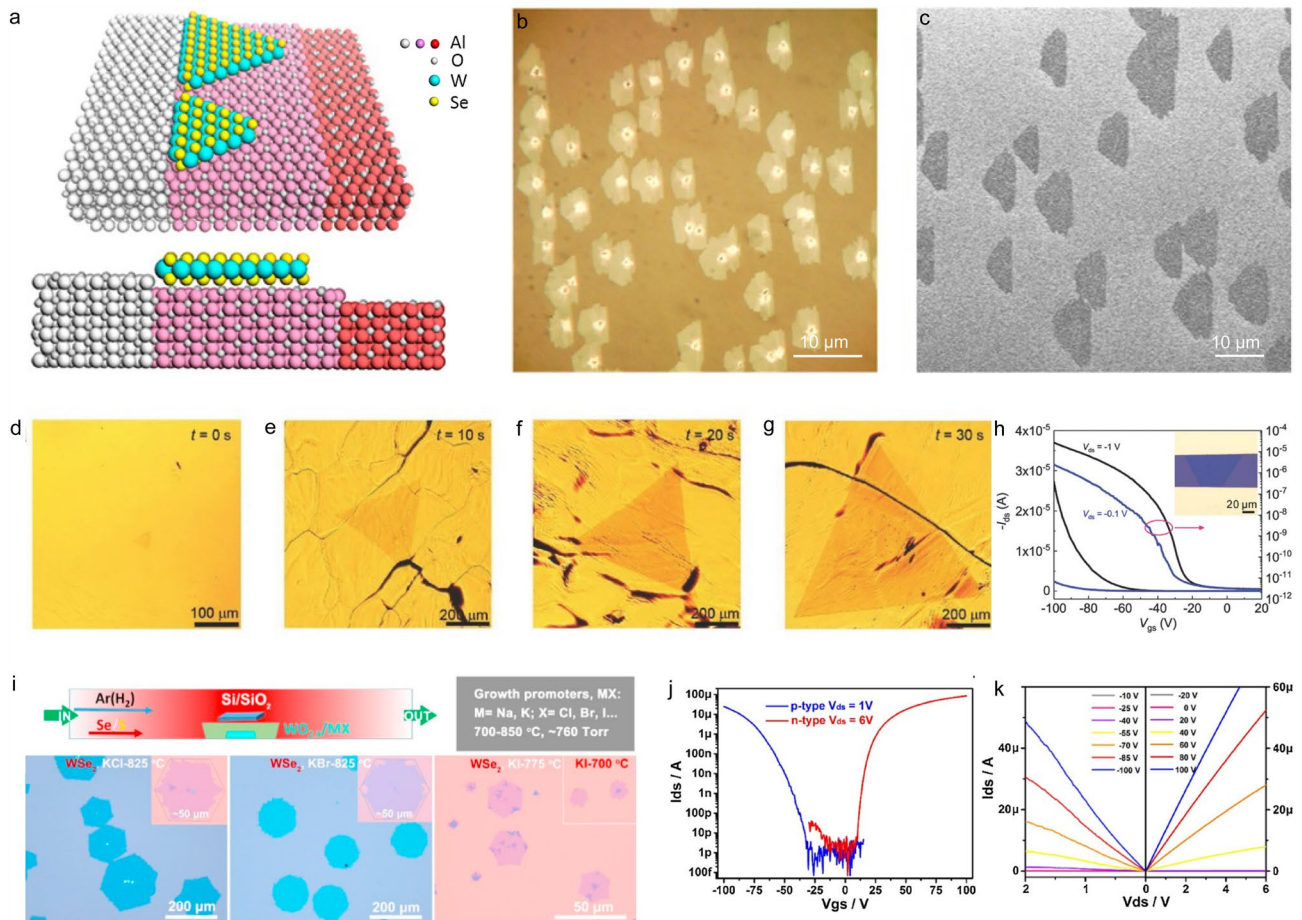 a
Al
O
W
Se
b
10 µm
c
10 µm
d
t = 0 s
100 µm
e
t = 10 s
200 µm
f
t = 20 s
200 µm
g
t = 30 s
200 µm
h
4x10⁻⁵
3x10⁻⁵
2x10⁻⁵
1x10⁻⁵
0
-Ids (A)
Vds = -1 V
Vds = -0.1 V
20 µm
10⁻⁴
10⁻⁵
10⁻⁶
10⁻⁷
10⁻⁸
10⁻⁹
10⁻¹⁰
10⁻¹¹
10⁻¹²
-100 -80 -60 -40 -20 0 20
Vgs (V)
i
Ar(H₂)
Si/SiO₂
IN
OUT
Se/S
Growth promoters, MX:
M= Na, K; X= Cl, Br, I...
700-850 °C, ~760 Torr
WSe₂ KCl-825 °C
~50 µm
200 µm
WSe₂ KBr-825 °C
~50 µm
200 µm
WSe₂ KI-775 °C
KI-700 °C
50 µm
j
100µ
10µ
1µ
100n
10n
1n
100p
10p
1p
100f
Ids / A
p-type Vds = 1V
n-type Vds = 6V
-100 -75 -50 -25 0 25 50 75 100
Vgs / V
k
-10 V -20 V
-25 V 0 V
-40 V 20 V
-55 V 40 V
-70 V 60 V
-85 V 80 V
-100 V 100 V
40µ
20µ
0
Ids / A
60µ
40µ
20µ
0
2 1 0 2 4 6
Vds / V